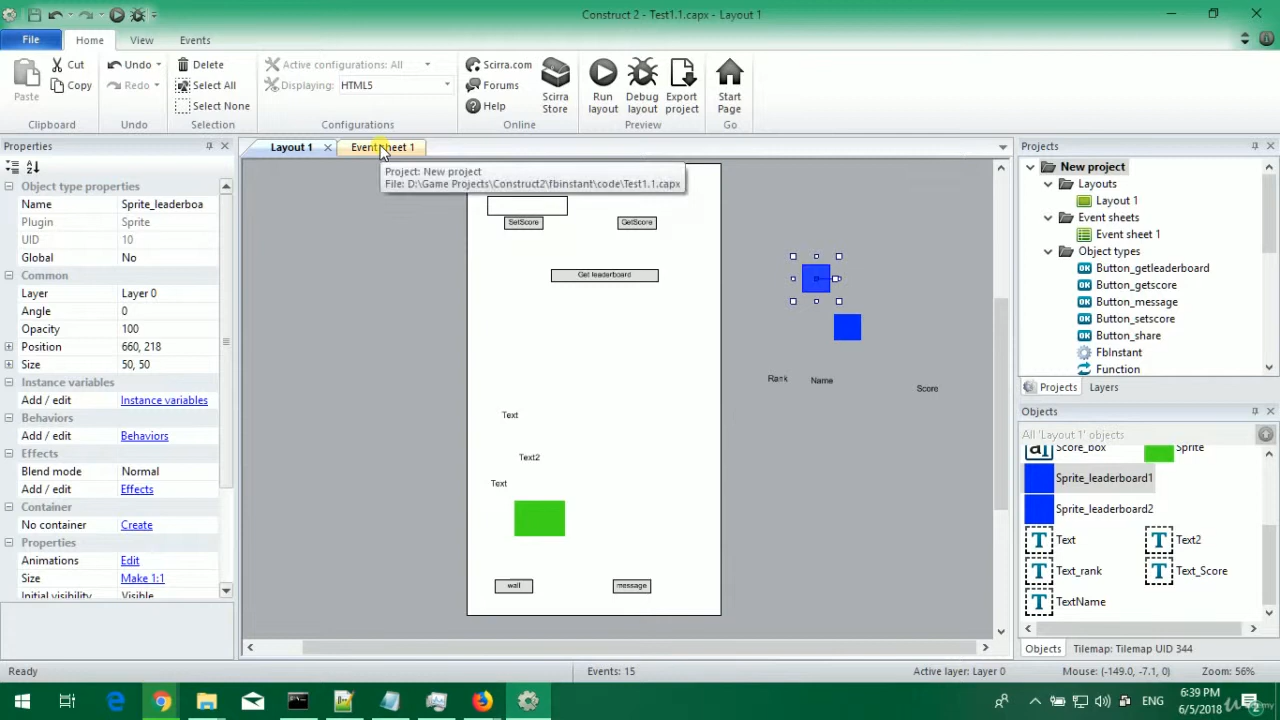 Construct 2 - Test1.1.capx - Layout 1
File Home View Events
Paste Cut Copy
Clipboard
Undo
Redo
Undo
Delete
Select All
Select None
Selection
Active configurations: All
Displaying: HTML5
Configurations
Scirra.com
Forums
Help
Scirra Store
Online
Run layout
Debug layout
Export project
Preview
Start Page
Go
Properties
Object type properties
Name Sprite_leaderboa
Plugin Sprite
UID 10
Global No
Common
Layer Layer 0
Angle 0
Opacity 100
Position 660, 218
Size 50, 50
Instance variables
Add / edit Instance variables
Behaviors
Add / edit Behaviors
Effects
Blend mode Normal
Add / edit Effects
Container
No container Create
Properties
Animations Edit
Size Make 1:1
Initial visibility Visible
Layout 1
Event sheet 1
Project: New project
File: D:\Game Projects\Construct2\fbinstant\code\Test1.1.capx
SetScore
GetScore
Get leaderboard
Rank Name
Score
Text
Text2
Text
wall
message
Projects
New project
Layouts
Layout 1
Event sheets
Event sheet 1
Object types
OK Button_getleaderboard
OK Button_getscore
OK Button_message
OK Button_setscore
OK Button_share
FbInstant
Function
Projects Layers
Objects
All 'Layout 1' objects
Score_box Sprite
Sprite_leaderboard1
Sprite_leaderboard2
T Text T Text2
T Text_rank T Text_Score
T TextName
Objects Tilemap: Tilemap UID 344
Ready
Events: 15
Active layer: Layer 0
Mouse: (-149.0, -7.1, 0)
Zoom: 56%
ENG
6:39 PM
6/5/2018